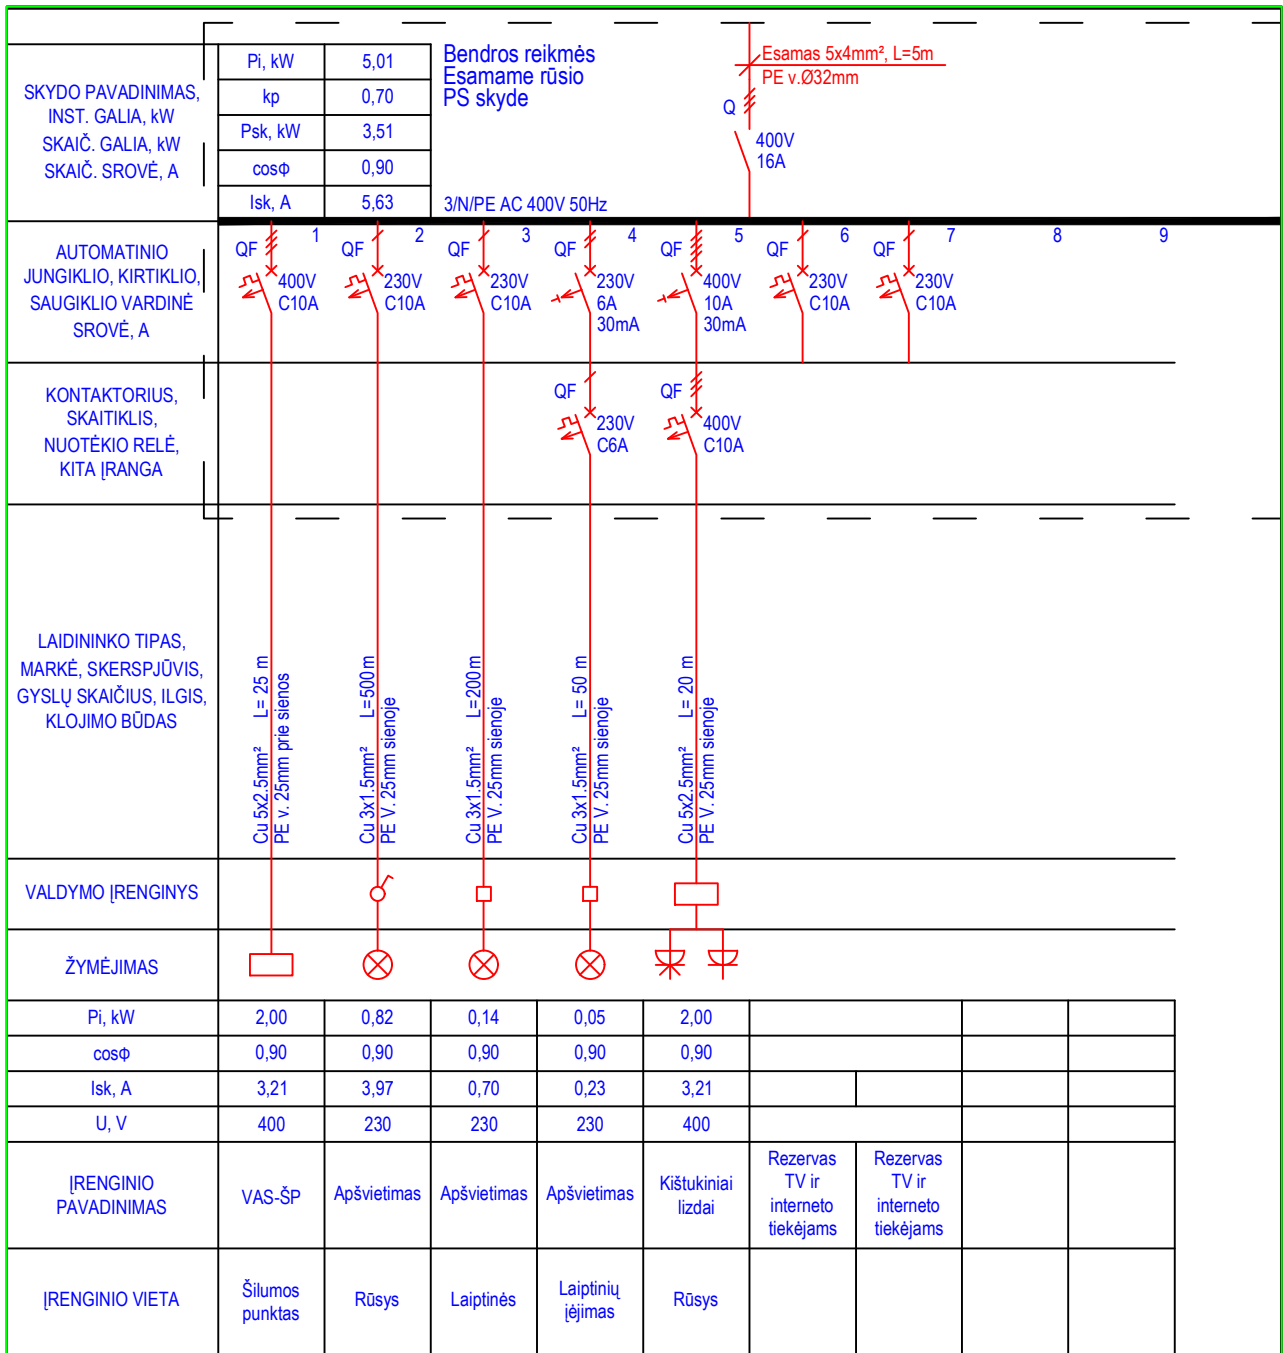 SKYDO PAVADINIMAS,
INST. GALIA, kW
SKAIČ. GALIA, kW
SKAIČ. SROVĖ, A
Pi, kW 5,01
kp 0,70
Psk, kW 3,51
cosΦ 0,90
Isk, A 5,63
Bendros reikmės
Esamame rūsio
PS skyde
3/N/PE AC 400V 50Hz
Esamas 5x4mm², L=5m
PE v.Ø32mm
Q
400V
16A
AUTOMATINIO
JUNGIKLIO, KIRTIKLIO,
SAUGIKLIO VARDINĖ
SROVĖ, A
1 2 3 4 5 6 7 8 9
QF QF QF QF QF QF QF
400V 230V 230V 230V 400V 230V 230V
C10A C10A C10A 6A 10A C10A C10A
30mA 30mA
KONTAKTORIUS,
SKAITIKLIS,
NUOTĖKIO RELĖ,
KITA ĮRANGA
QF QF
230V 400V
C6A C10A
LAIDININKO TIPAS,
MARKĖ, SKERSPJŪVIS,
GYSLŲ SKAIČIUS, ILGIS,
KLOJIMO BŪDAS
Cu 5x2.5mm² L= 25 m
PE v. 25mm prie sienos
Cu 3x1.5mm² L=500m
PE V. 25mm sienoje
Cu 3x1.5mm² L=200m
PE V. 25mm sienoje
Cu 3x1.5mm² L= 50 m
PE V. 25mm sienoje
Cu 5x2.5mm² L= 20 m
PE V. 25mm sienoje
VALDYMO ĮRENGINYS
ŽYMĖJIMAS
Pi, kW 2,00 0,82 0,14 0,05 2,00
cosΦ 0,90 0,90 0,90 0,90 0,90
Isk, A 3,21 3,97 0,70 0,23 3,21
U, V 400 230 230 230 400
ĮRENGINIO
PAVADINIMAS
VAS-ŠP
Apšvietimas
Apšvietimas
Apšvietimas
Kištukiniai
lizdai
Rezervas
TV ir
interneto
tiekėjams
Rezervas
TV ir
interneto
tiekėjams
ĮRENGINIO VIETA
Šilumos
punktas
Rūsys
Laiptinės
Laiptinių
įėjimas
Rūsys